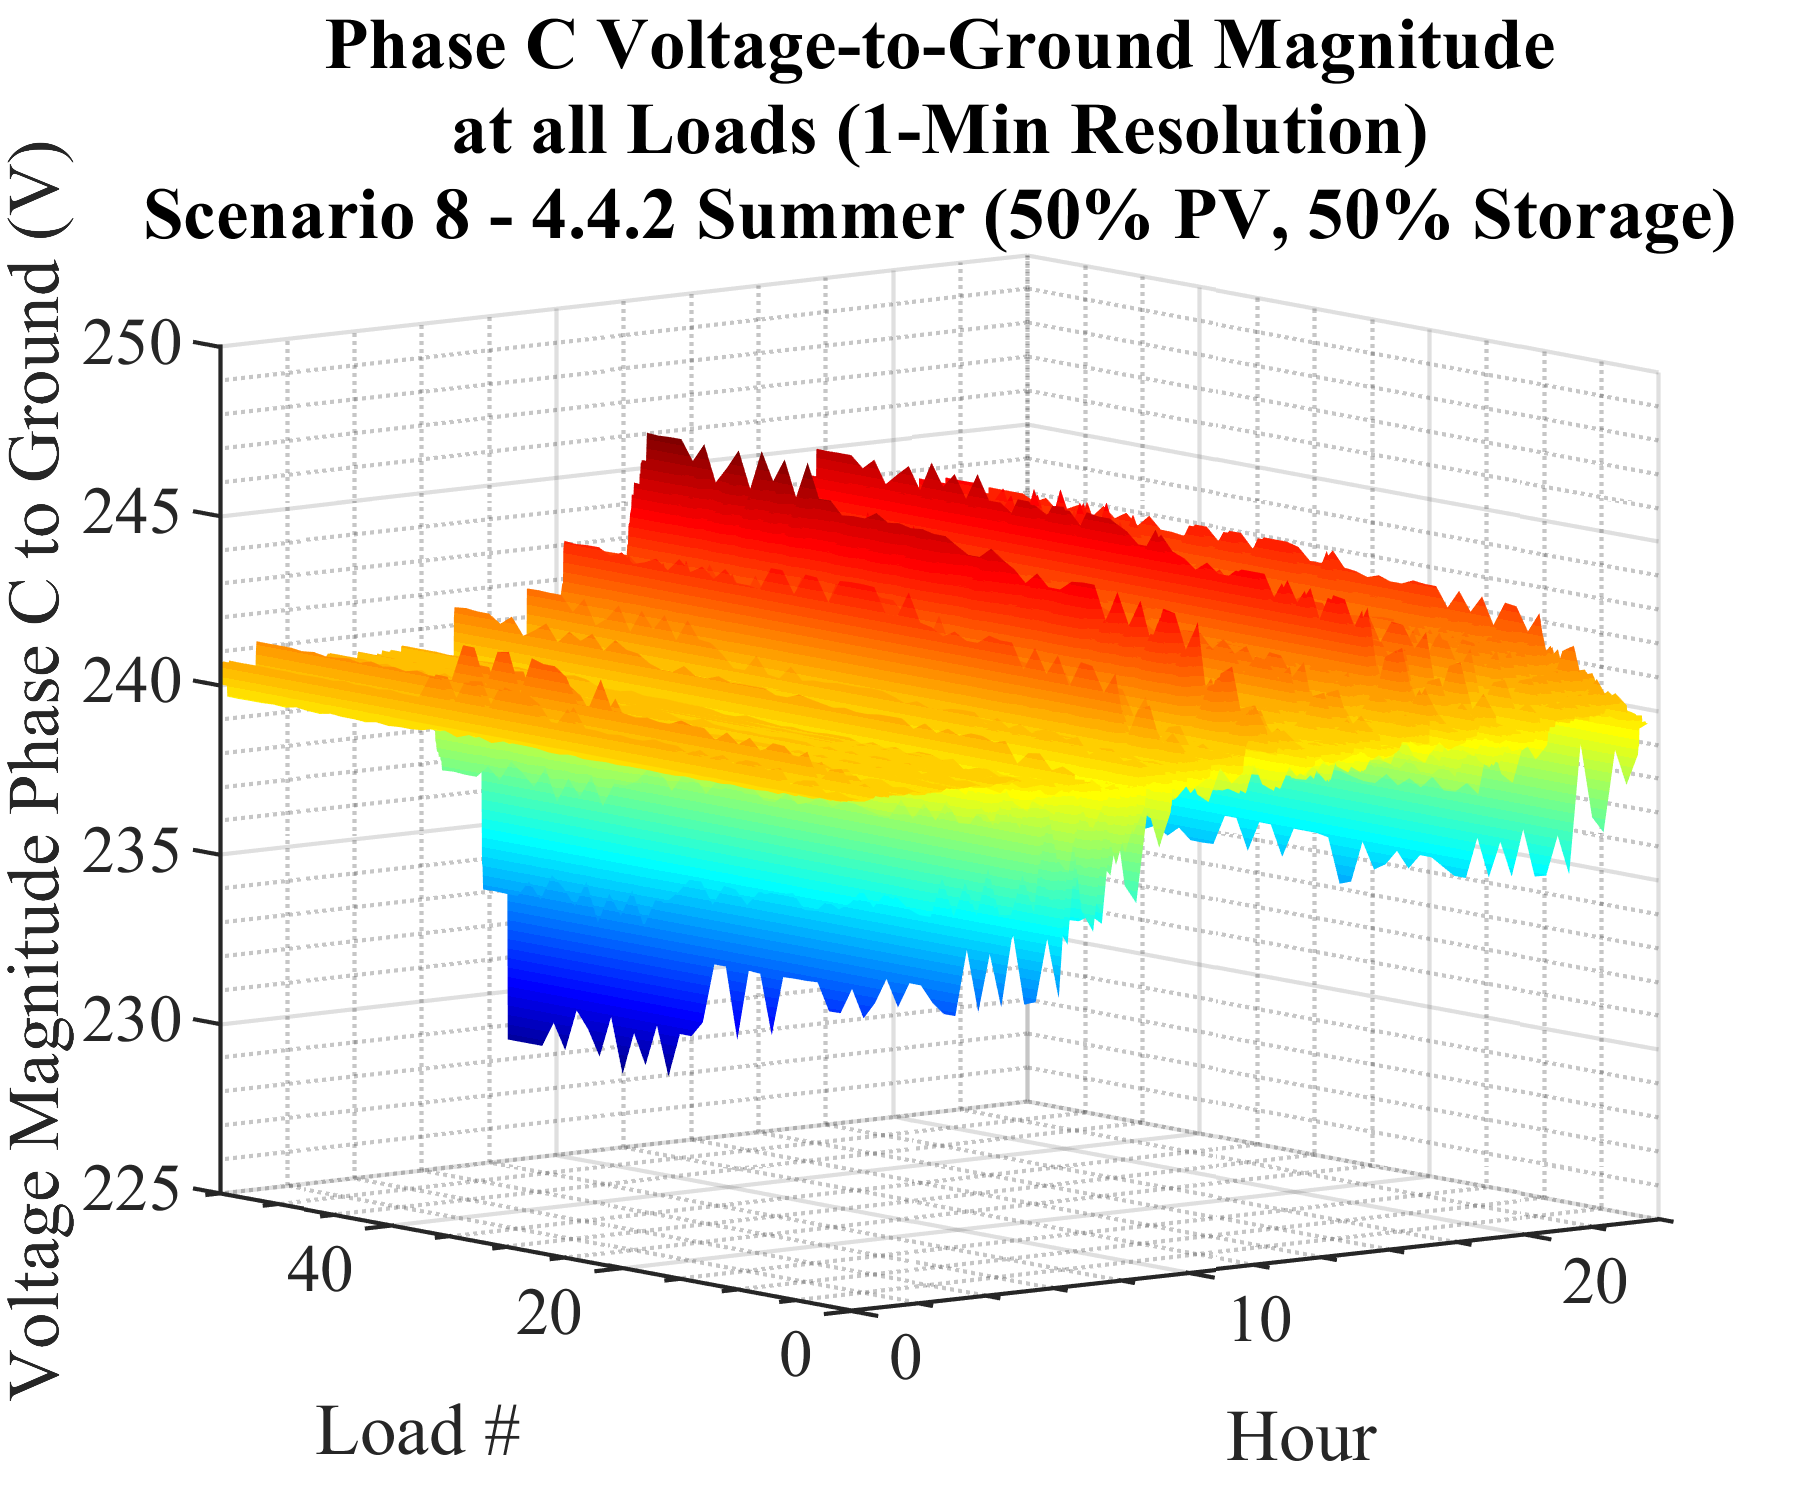 Phase C Voltage-to-Ground Magnitude
at all Loads (1-Min Resolution)
Scenario 8 - 4.4.2 Summer (50% PV, 50% Storage)
Voltage Magnitude Phase C to Ground (V)
250
245
240
235
230
225
40
20
0
0
10
20
Load #
Hour